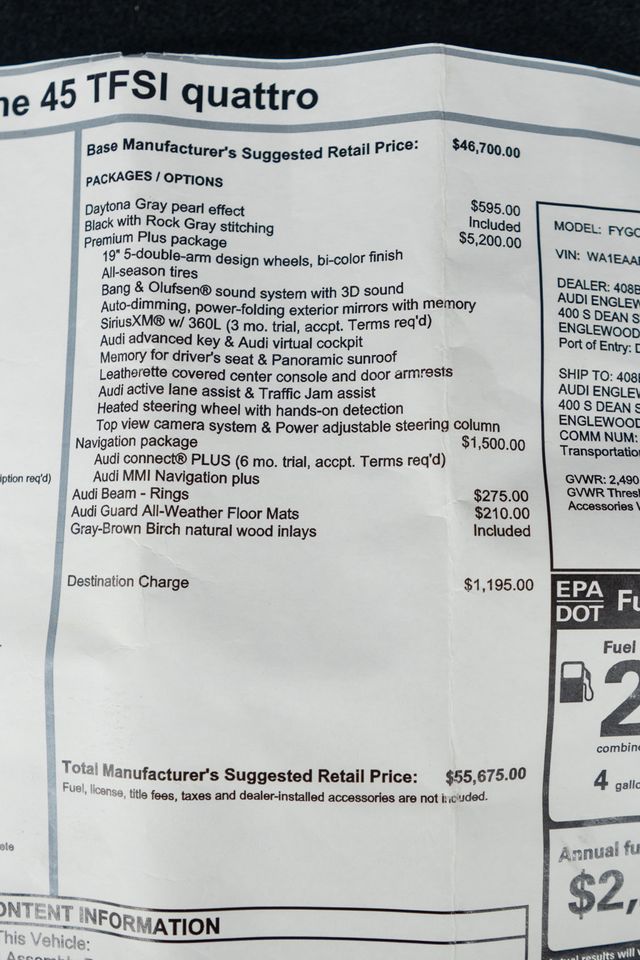 45 TFSI quattro
Base Manufacturer's Suggested Retail Price: $46,700.00
PACKAGES / OPTIONS
Daytona Gray pearl effect $595.00
Black with Rock Gray stitching Included
Premium Plus package $5,200.00
19" 5-double-arm design wheels, bi-color finish
All-season tires
Bang & Olufsen® sound system with 3D sound
Auto-dimming, power-folding exterior mirrors with memory
SiriusXM® w/ 360L (3 mo. trial, accpt. Terms req'd)
Audi advanced key & Audi virtual cockpit
Memory for driver's seat & Panoramic sunroof
Leatherette covered center console and door armrests
Audi active lane assist & Traffic Jam assist
Heated steering wheel with hands-on detection
Top view camera system & Power adjustable steering column
Navigation package $1,500.00
Audi connect® PLUS (6 mo. trial, accpt. Terms req'd)
Audi MMI Navigation plus
Audi Beam - Rings $275.00
Audi Guard All-Weather Floor Mats $210.00
Gray-Brown Birch natural wood inlays Included
Destination Charge $1,195.00
Total Manufacturer's Suggested Retail Price: $55,675.00
Fuel, license, title fees, taxes and dealer-installed accessories are not included.
req'd)
CONTENT INFORMATION
This Vehicle:
MODEL: FYGC
VIN: WA1EAA
DEALER: 408B
AUDI ENGLEW
400 S DEAN S
ENGLEWOOD
Port of Entry:
SHIP TO: 408
AUDI ENGLEW
400 S DEAN S
ENGLEWOOD
COMM NUM:
Transportatio
GVWR: 2,490
GVWR Thres
Accessories
EPA
DOT
Fuel
2
combine
4 gallo
Annual fu
$2,
results will